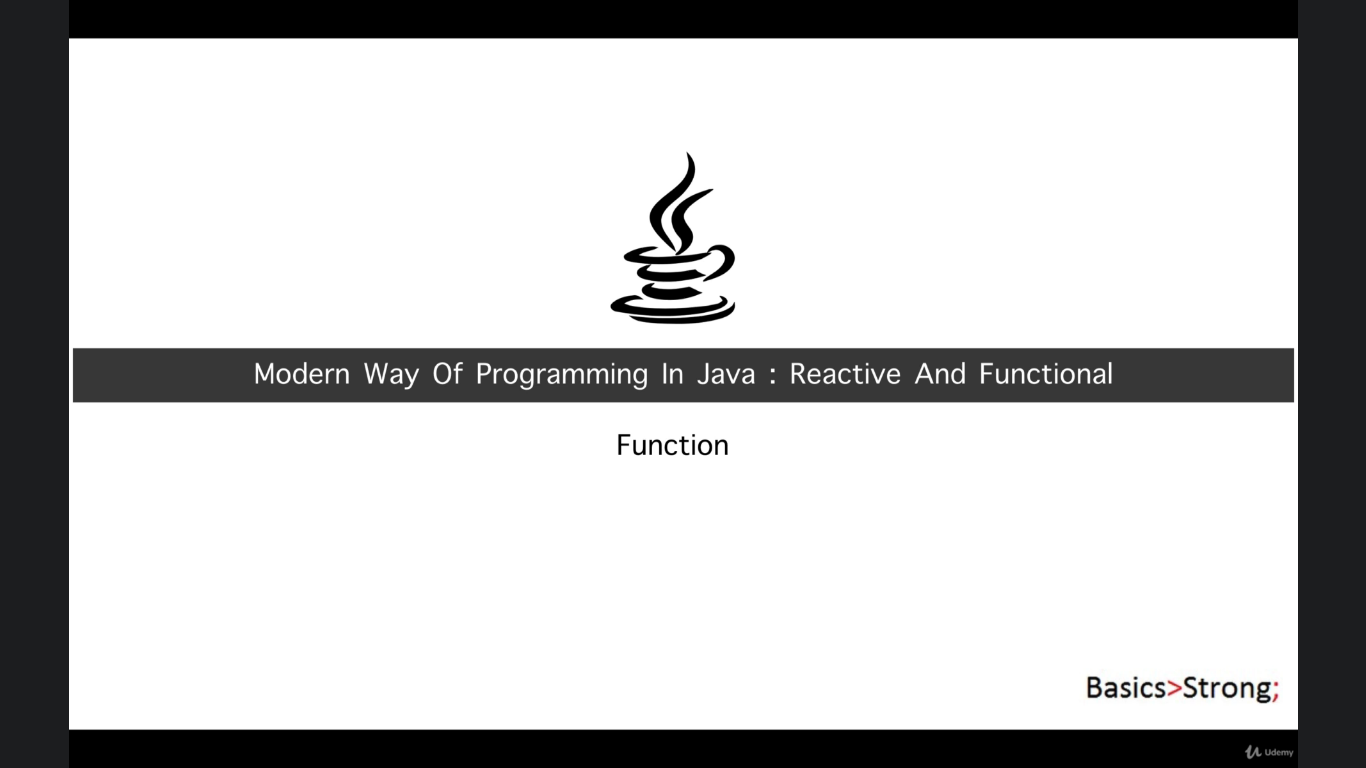 Modern Way Of Programming In Java : Reactive And Functional
Function
Basics>Strong;
Udemy